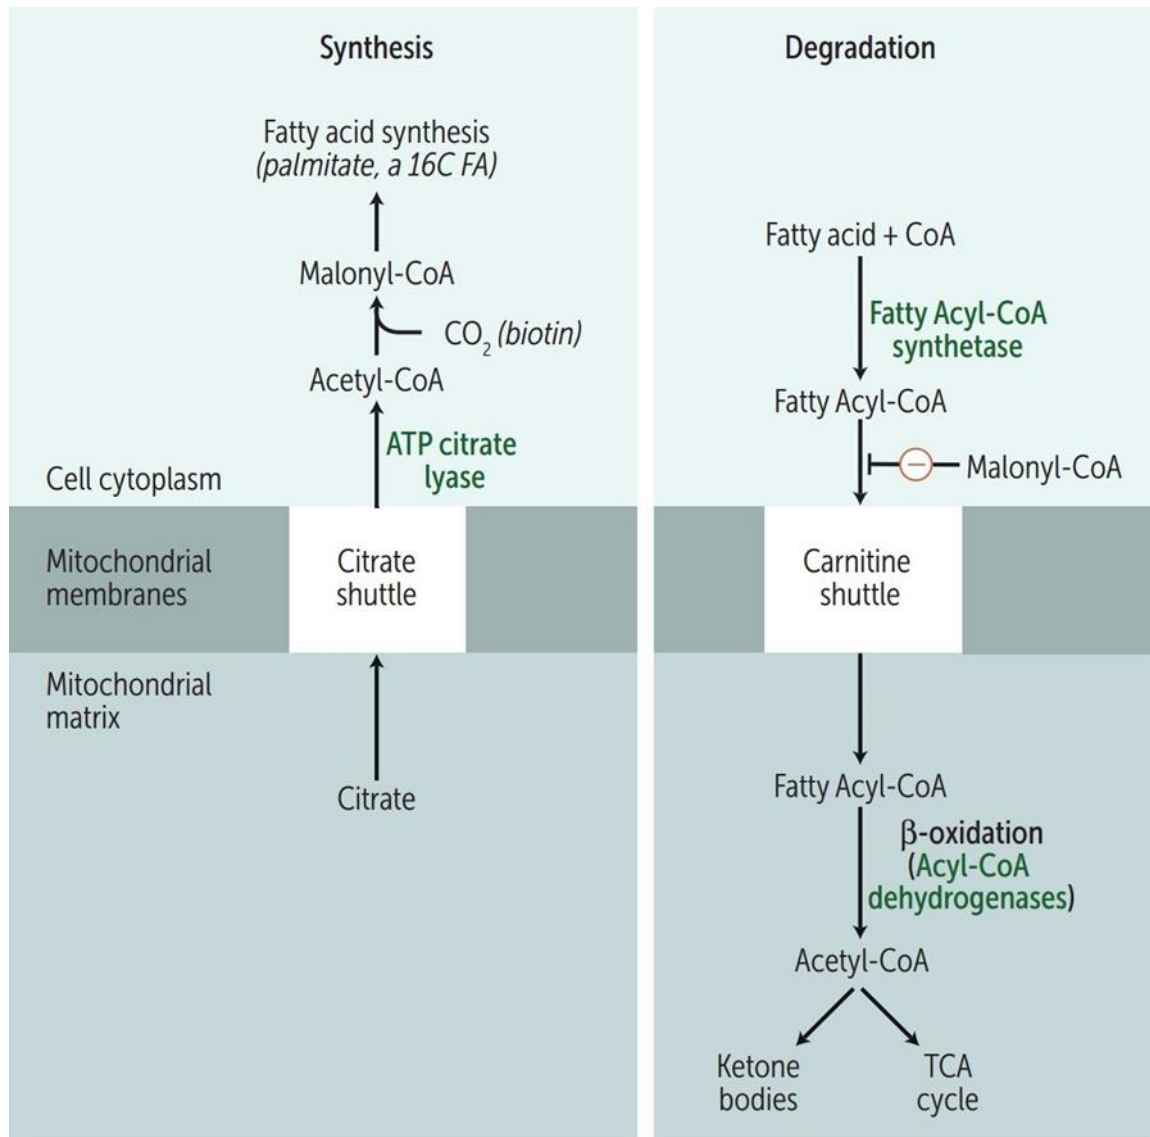 Synthesis
Fatty acid synthesis
(palmitate, a 16C FA)
Malonyl-CoA
CO2 (biotin)
Acetyl-CoA
ATP citrate
lyase
Cell cytoplasm
Mitochondrial
membranes
Citrate
shuttle
Mitochondrial
matrix
Citrate
Degradation
Fatty acid + CoA
Fatty Acyl-CoA
synthetase
Fatty Acyl-CoA
− Malonyl-CoA
Carnitine
shuttle
Fatty Acyl-CoA
β-oxidation
(Acyl-CoA
dehydrogenases)
Acetyl-CoA
Ketone
bodies
TCA
cycle